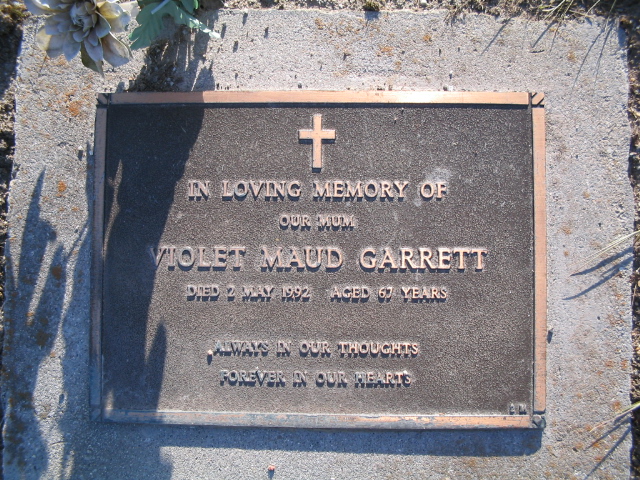 IN LOVING MEMORY OF
OUR MUM
VIOLET MAUD GARRETT
DIED 2 MAY 1992 AGED 67 YEARS
ALWAYS IN OUR THOUGHTS
FOREVER IN OUR HEARTS